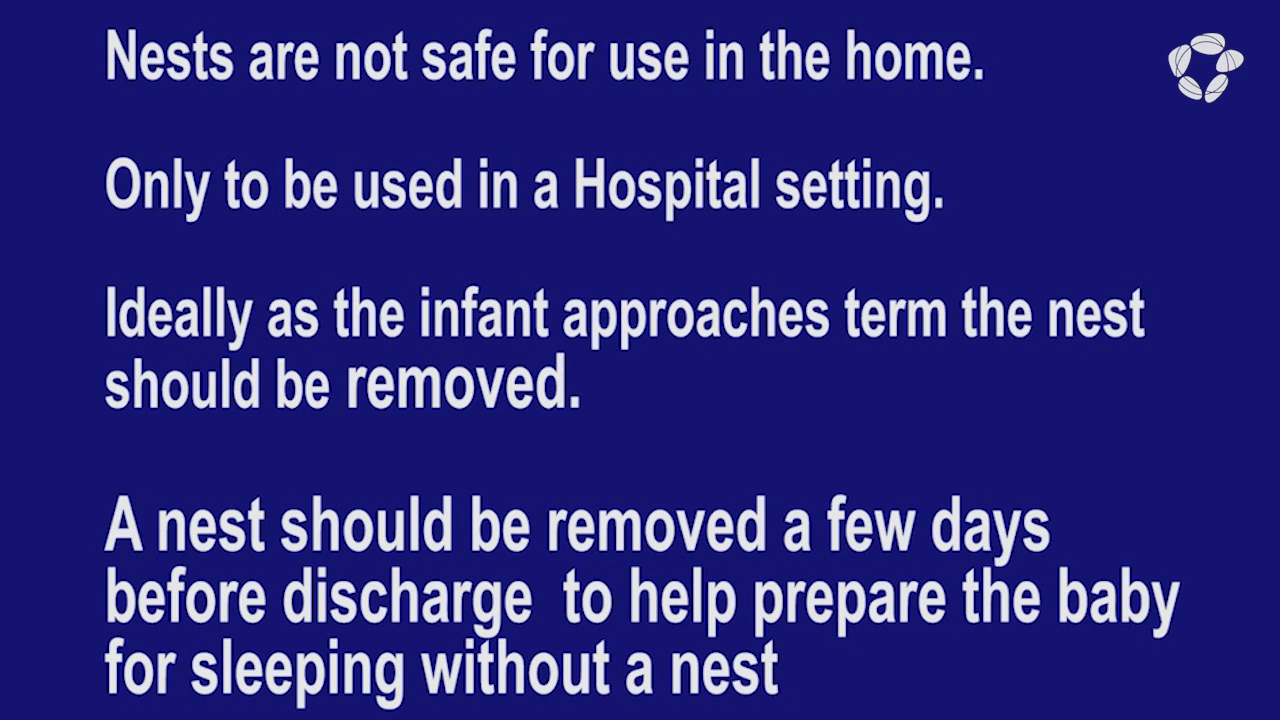 Nests are not safe for use in the home.
Only to be used in a Hospital setting.
Ideally as the infant approaches term the nest
should be removed.
A nest should be removed a few days
before discharge  to help prepare the baby
for sleeping without a nest